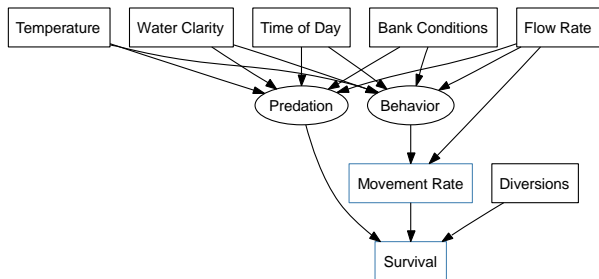 Temperature
Water Clarity
Time of Day
Bank Conditions
Flow Rate
Predation
Behavior
Movement Rate
Diversions
Survival